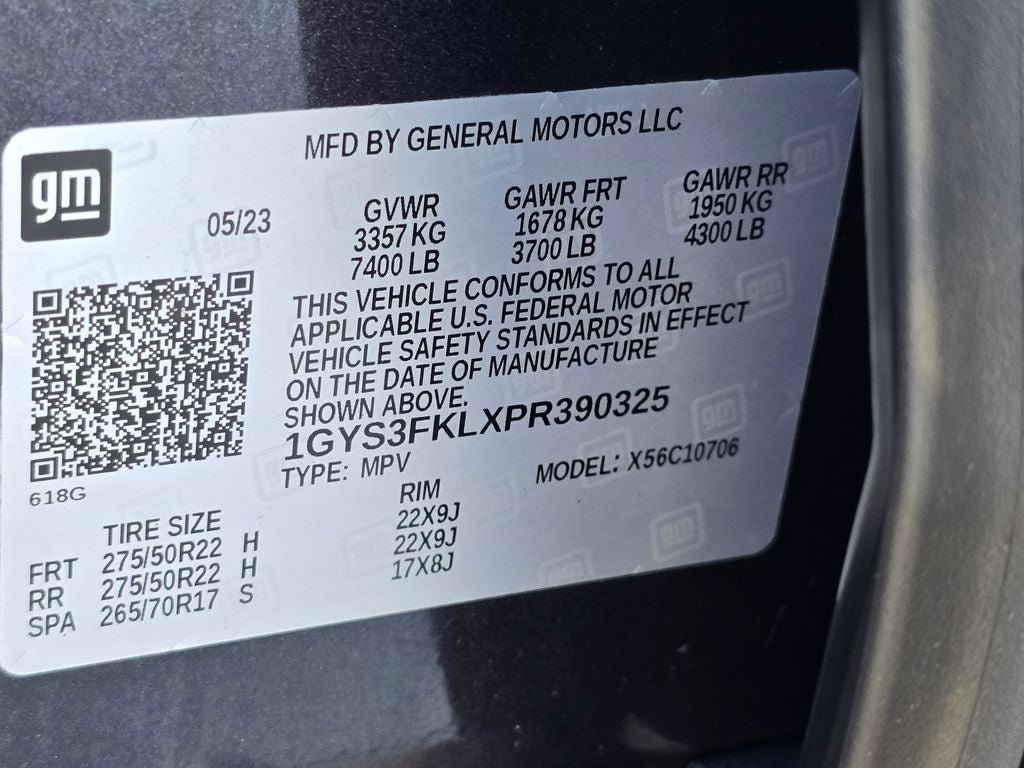 MFD BY GENERAL MOTORS LLC
gm
05/23
GVWR GAWR FRT GAWR RR
3357 KG 1678 KG 1950 KG
7400 LB 3700 LB 4300 LB
THIS VEHICLE CONFORMS TO ALL
APPLICABLE U.S. FEDERAL MOTOR
VEHICLE SAFETY STANDARDS IN EFFECT
ON THE DATE OF MANUFACTURE
SHOWN ABOVE.
1GYS3FKLXPR390325
TYPE: MPV MODEL: X56C10706
618G
TIRE SIZE RIM
FRT 275/50R22 H 22X9J
RR 275/50R22 H 22X9J
SPA 265/70R17 S 17X8J